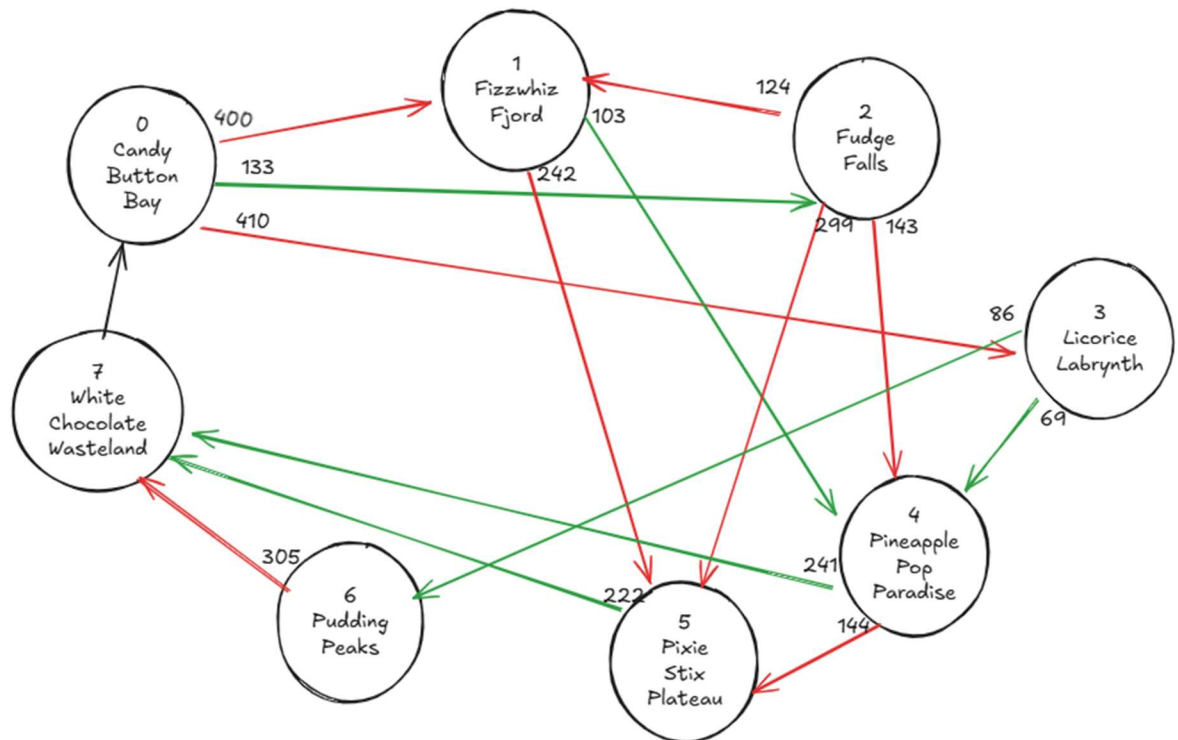 1
Fizzwhiz
Fjord
124
2
Fudge
Falls
0
Candy
Button
Bay
400
103
133
242
410
299
143
86
3
Licorice
Labrynth
7
White
Chocolate
Wasteland
69
4
Pineapple
Pop
Paradise
305
241
6
Pudding
Peaks
222
5
Pixie
Stix
Plateau
144